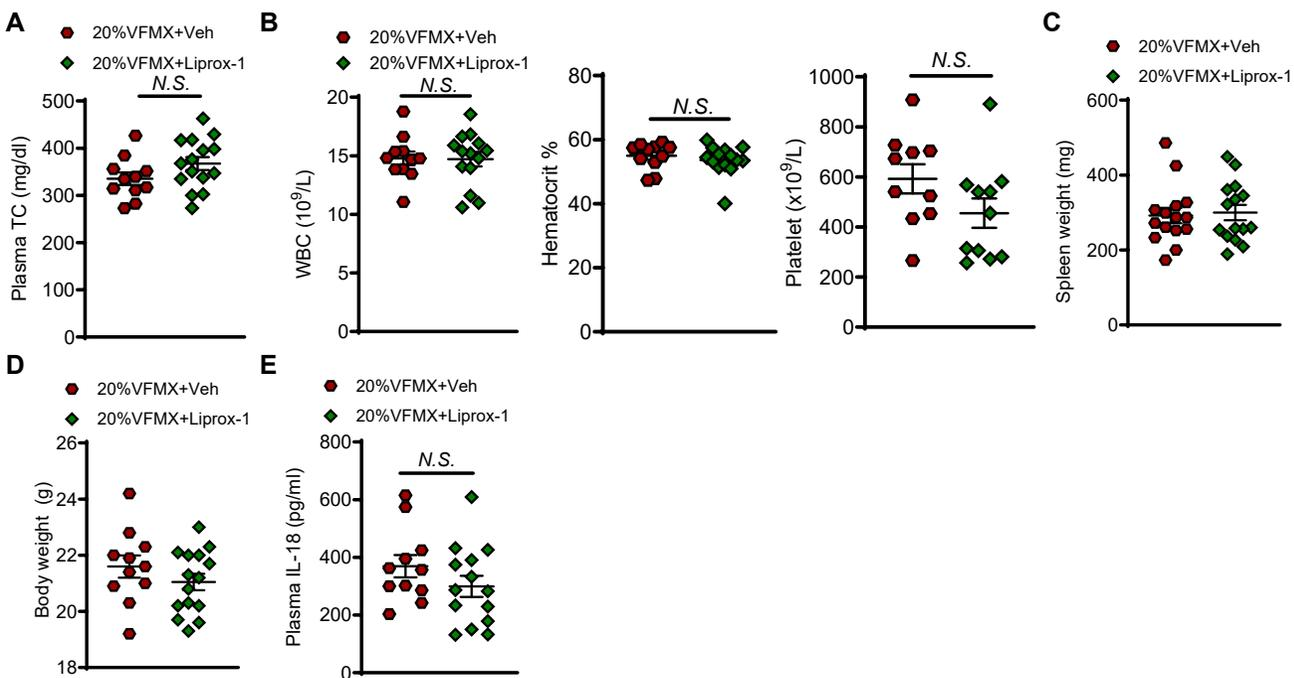 A
20%VFMX+Veh
20%VFMX+Liprox-1
N.S.
Plasma TC (mg/dl)
500
400
300
200
100
0
B
20%VFMX+Veh
20%VFMX+Liprox-1
N.S.
WBC (10⁹/L)
20
15
10
5
0
N.S.
Hematocrit %
80
60
40
20
0
N.S.
Platelet (x10⁹/L)
1000
800
600
400
200
0
C
20%VFMX+Veh
20%VFMX+Liprox-1
Spleen weight (mg)
600
400
200
0
D
20%VFMX+Veh
20%VFMX+Liprox-1
Body weight (g)
26
24
22
20
18
E
20%VFMX+Veh
20%VFMX+Liprox-1
N.S.
Plasma IL-18 (pg/ml)
800
600
400
200
0